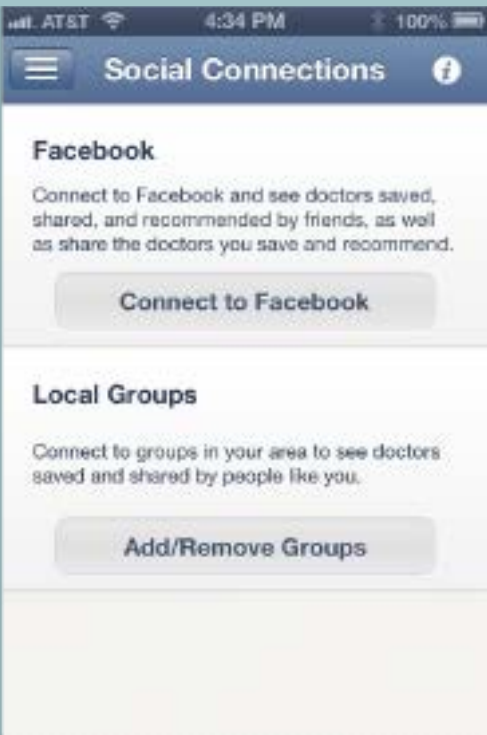 AT&T 4:34 PM 100%
Social Connections i
Facebook
Connect to Facebook and see doctors saved,
shared, and recommended by friends, as well
as share the doctors you save and recommend.
Connect to Facebook
Local Groups
Connect to groups in your area to see doctors
saved and shared by people like you.
Add/Remove Groups